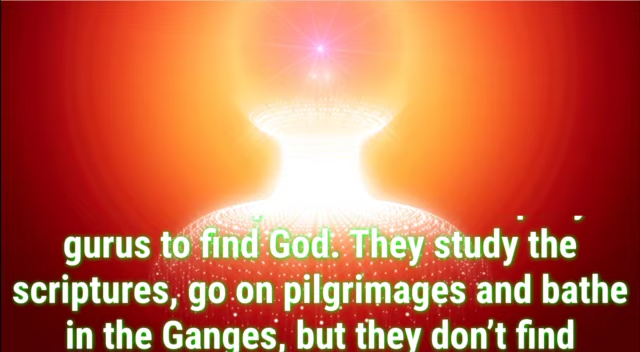 gurus to find God. They study the
scriptures, go on pilgrimages and bathe
in the Ganges, but they don’t find